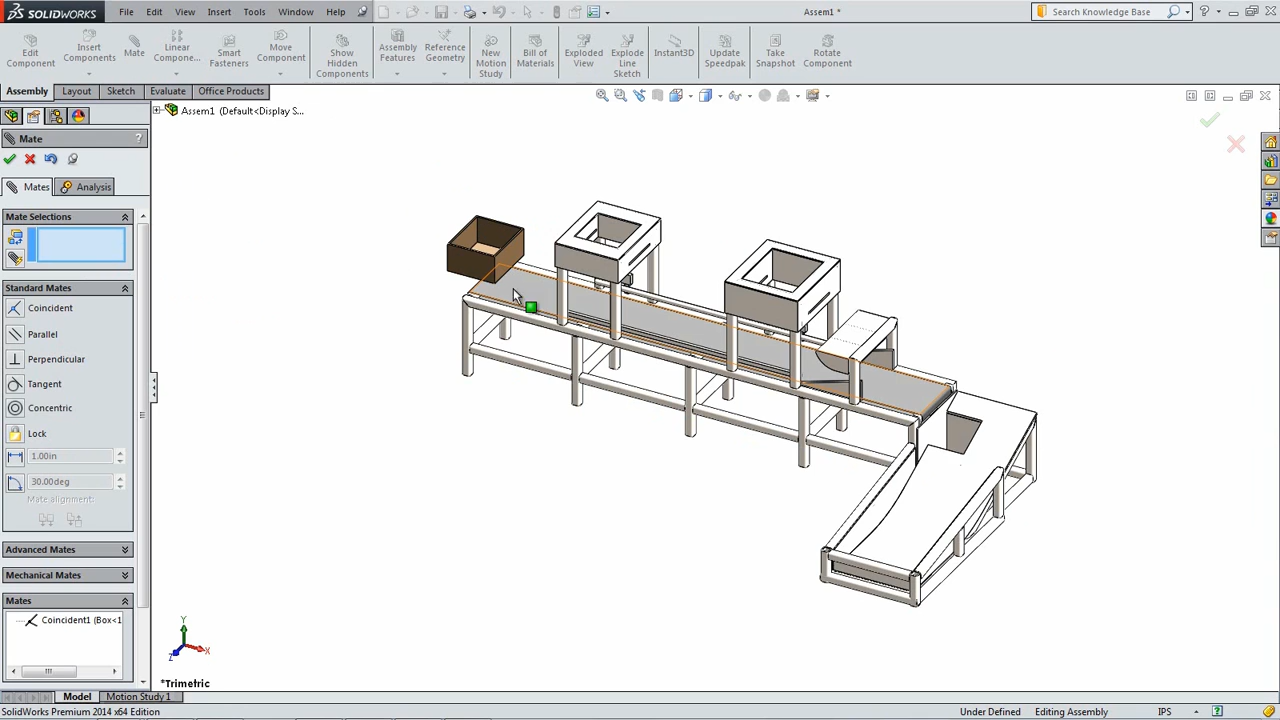 SOLIDWORKS File Edit View Insert Tools Window Help Assem1 * Search Knowledge Base ?
Edit Component
Insert Components
Mate
Linear Compone...
Smart Fasteners
Move Component
Show Hidden Components
Assembly Features
Reference Geometry
New Motion Study
Bill of Materials
Exploded View
Explode Line Sketch
Instant3D
Update Speedpak
Take Snapshot
Rotate Component
Assembly Layout Sketch Evaluate Office Products
Assem1 (Default<Display S...
Mate ?
Mates Analysis
Mate Selections
Standard Mates
Coincident
Parallel
Perpendicular
Tangent
Concentric
Lock
1.00in
30.00deg
Mate alignment:
Advanced Mates
Mechanical Mates
Mates
Coincident1 (Box<1
Y
X
Z
*Trimetric
Model Motion Study 1
SolidWorks Premium 2014 x64 Edition Under Defined Editing Assembly IPS ?